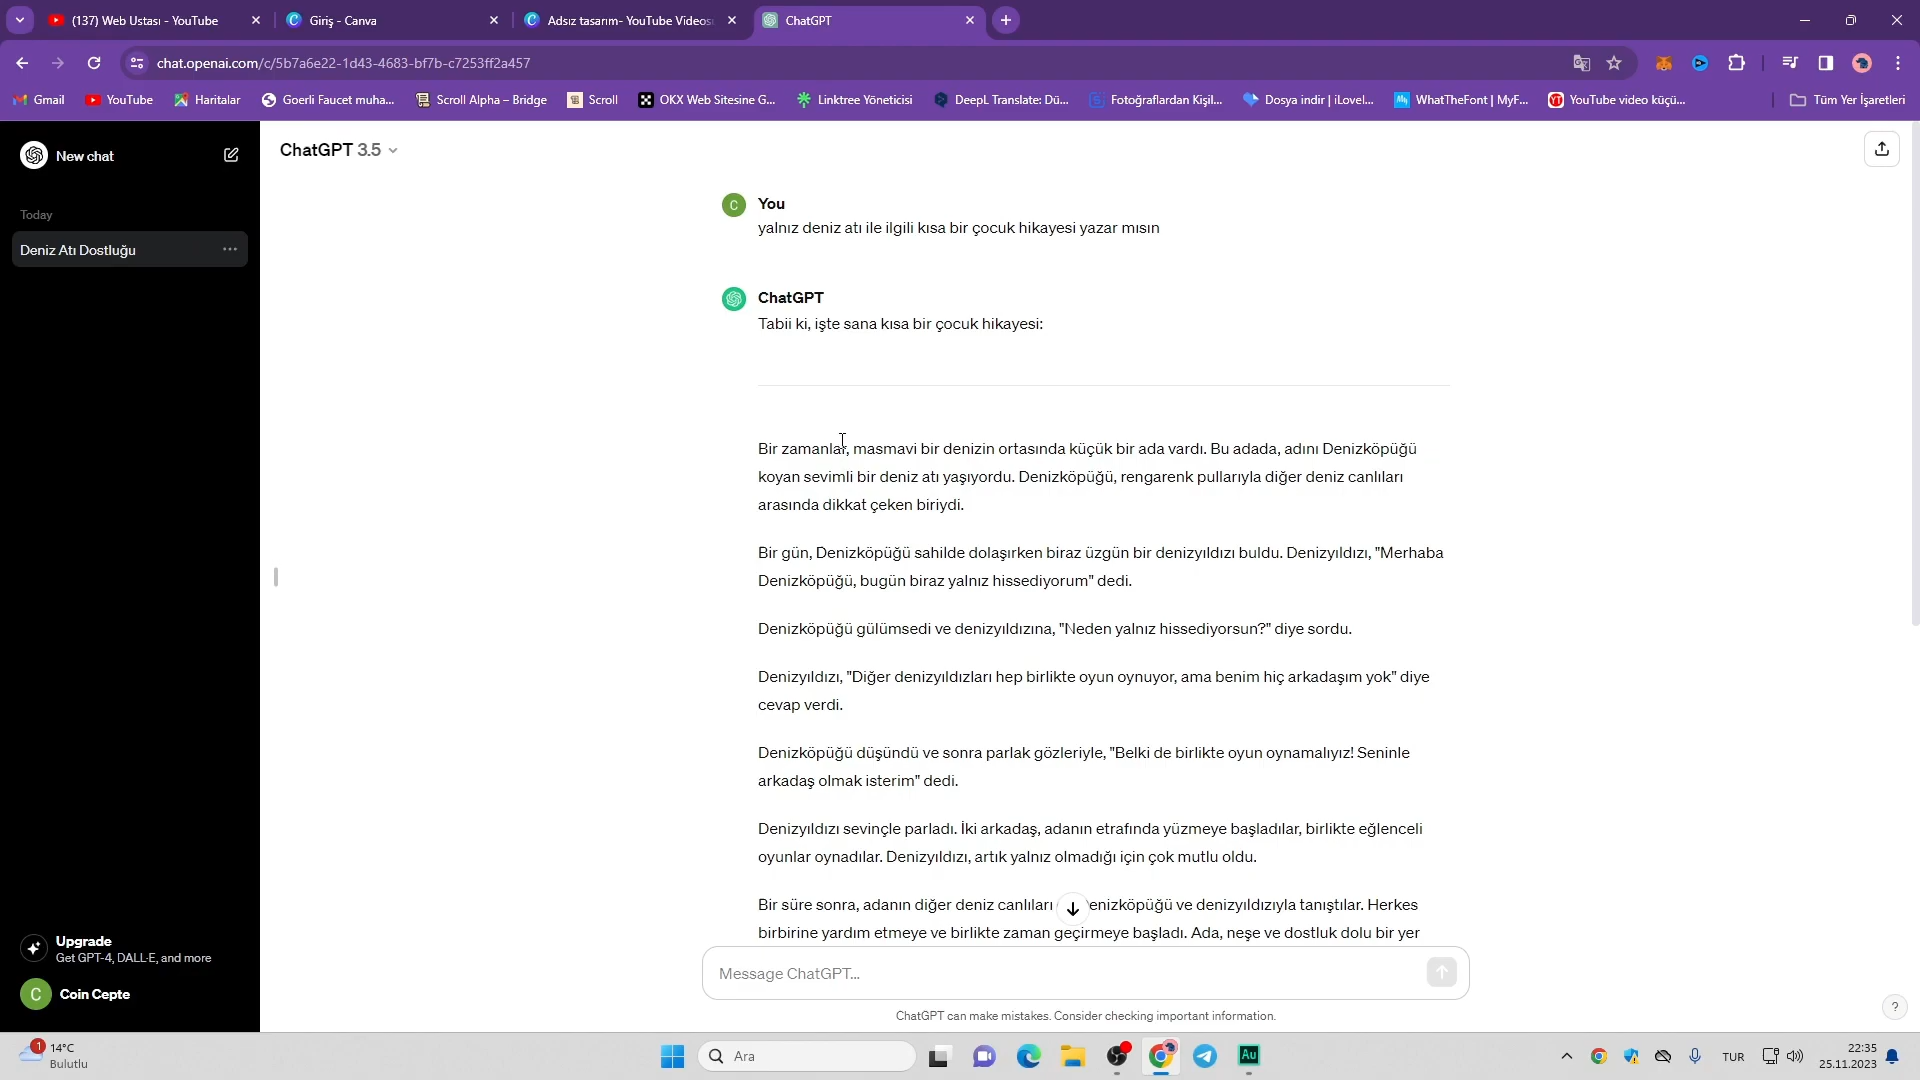 (137) Web Ustası - YouTube
Giriş - Canva
Adsız tasarım- YouTube Videos
ChatGPT
chat.openai.com/c/5b7a6e22-1d43-4683-bf7b-c7253ff2a457
Gmail
YouTube
Haritalar
Goerli Faucet muha...
Scroll Alpha – Bridge
Scroll
OKX Web Sitesine G...
Linktree Yöneticisi
DeepL Translate: Dü...
Fotoğraflardan Kişil...
Dosya indir | iLovel...
WhatTheFont | MyF...
YouTube video küçü...
Tüm Yer İşaretleri
New chat
ChatGPT 3.5
Today
Deniz Atı Dostluğu
C
You
yalnız deniz atı ile ilgili kısa bir çocuk hikayesi yazar mısın
ChatGPT
Tabii ki, işte sana kısa bir çocuk hikayesi:
Bir zamanlar, masmavi bir denizin ortasında küçük bir ada vardı. Bu adada, adını Denizköpüğü
koyan sevimli bir deniz atı yaşıyordu. Denizköpüğü, rengarenk pullarıyla diğer deniz canlıları
arasında dikkat çeken biriydi.
Bir gün, Denizköpüğü sahilde dolaşırken biraz üzgün bir denizyıldızı buldu. Denizyıldızı, "Merhaba
Denizköpüğü, bugün biraz yalnız hissediyorum" dedi.
Denizköpüğü gülümsedi ve denizyıldızına, "Neden yalnız hissediyorsun?" diye sordu.
Denizyıldızı, "Diğer denizyıldızları hep birlikte oyun oynuyor, ama benim hiç arkadaşım yok" diye
cevap verdi.
Denizköpüğü düşündü ve sonra parlak gözleriyle, "Belki de birlikte oyun oynamalıyız! Seninle
arkadaş olmak isterim" dedi.
Denizyıldızı sevinçle parladı. İki arkadaş, adanın etrafında yüzmeye başladılar, birlikte eğlenceli
oyunlar oynadılar. Denizyıldızı, artık yalnız olmadığı için çok mutlu oldu.
Bir süre sonra, adanın diğer deniz canlıları enizköpüğü ve denizyıldızıyla tanıştılar. Herkes
birbirine yardım etmeye ve birlikte zaman geçirmeye başladı. Ada, neşe ve dostluk dolu bir yer
Message ChatGPT...
ChatGPT can make mistakes. Consider checking important information.
?
Upgrade
Get GPT-4, DALL·E, and more
C
Coin Cepte
1
14°C
Bulutlu
Ara
Au
TUR
22:35
25.11.2023